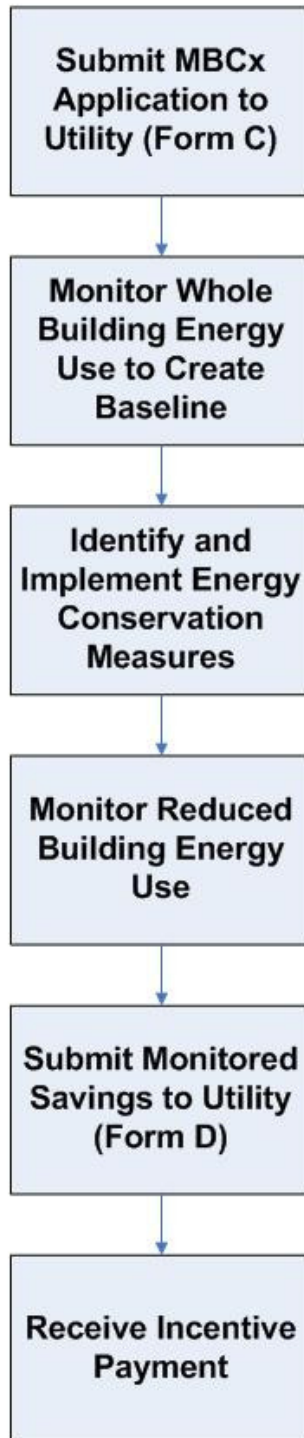 Submit MBCx
Application to
Utility (Form C)
Monitor Whole
Building Energy
Use to Create
Baseline
Identify and
Implement Energy
Conservation
Measures
Monitor Reduced
Building Energy
Use
Submit Monitored
Savings to Utility
(Form D)
Receive Incentive
Payment